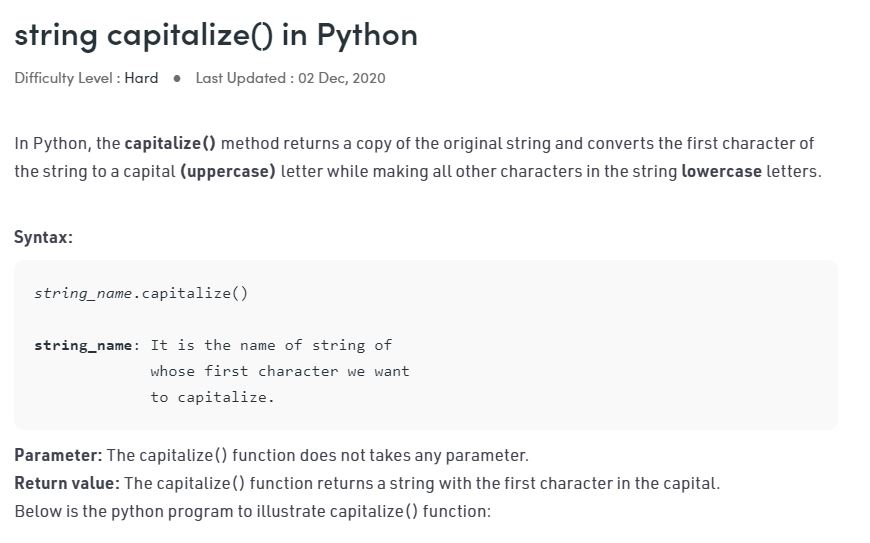 string capitalize() in Python
Difficulty Level : Hard ● Last Updated : 02 Dec, 2020
In Python, the capitalize() method returns a copy of the original string and converts the first character of
the string to a capital (uppercase) letter while making all other characters in the string lowercase letters.
Syntax:
string_name.capitalize()
string_name: It is the name of string of
whose first character we want
to capitalize.
Parameter: The capitalize() function does not takes any parameter.
Return value: The capitalize() function returns a string with the first character in the capital.
Below is the python program to illustrate capitalize() function: